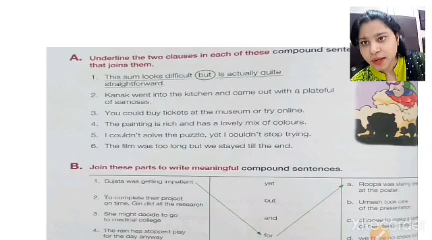 A. Underline the two clauses in each of these compound
that joins them.
1. This sum looks difficult but is actually quite
straightforward.
2. Kanak went into the kitchen and came out with a plateful
of samosas.
3. You could buy tickets at the museum or try online.
4. The painting is rich and has a lovely mix of colours.
5. I couldn't solve the puzzle, yet I couldn't stop trying.
6. The film was too long but we stayed till the end.
B. Join these parts to write meaningful compound sentences.
1. Gujata was getting impatient
yet
a. Roopa was
at the poster.
2. To complete their project
on time, Giri did all the research
but
b. Umesh took care
of the presentation
3. She might decide to go
to medical college
and
c.
4. The rain has stopped play
for the day anyway
for
d.